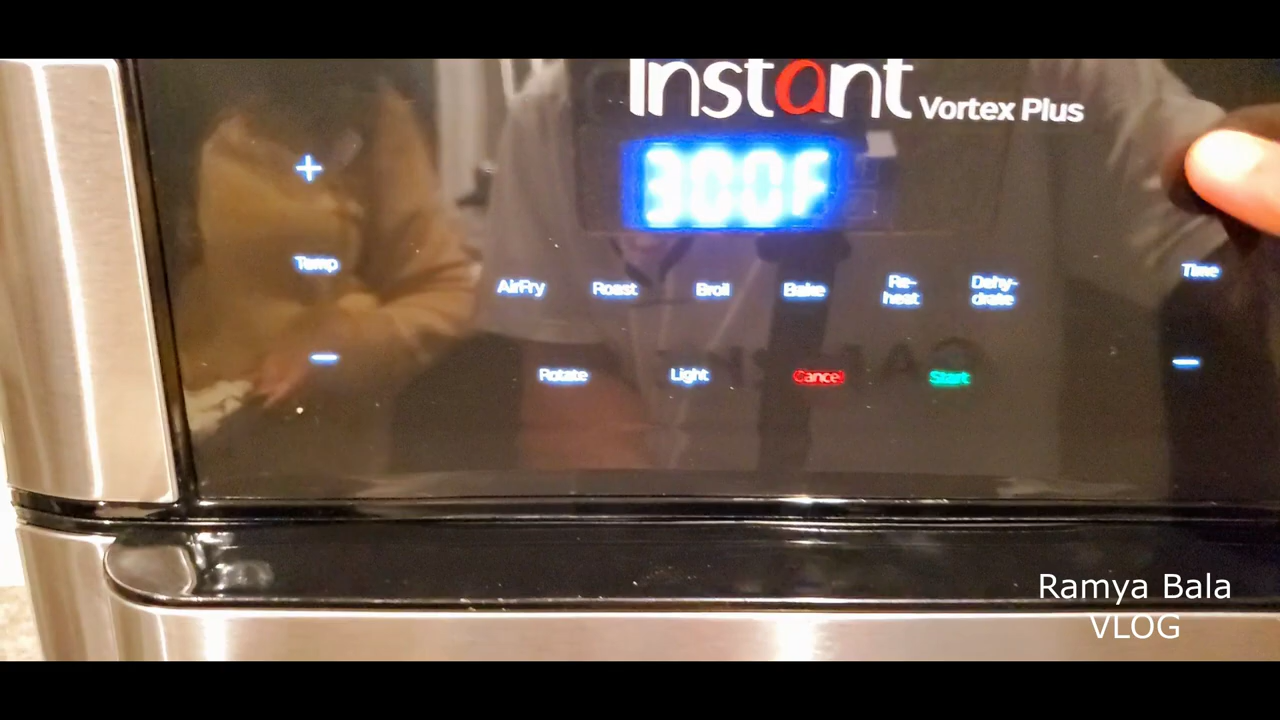 instant Vortex Plus
300F
+
Temp
Time
AirFry Roast Broil Bake Re-heat Dehy-drate
−
−
Rotate Light Cancel Start
Ramya Bala
VLOG